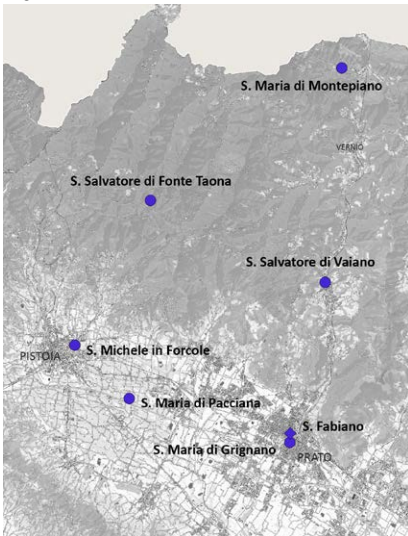 S. Maria di Montepiano
VERNIO
S. Salvatore di Fonte Taona
S. Salvatore di Vaiano
S. Michele in Forcole
PISTOIA
S. Maria di Pacciana
S. Fabiano
S. Maria di Grignano
PRATO